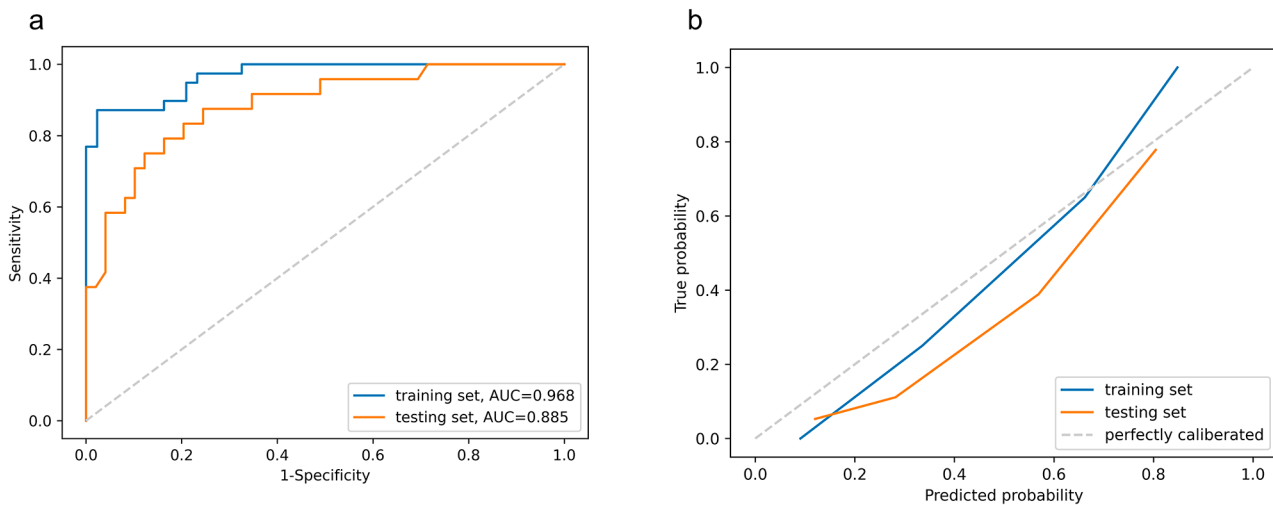 a
1.0
0.8
0.6
0.4
0.2
0.0
Sensitivity
0.0 0.2 0.4 0.6 0.8 1.0
1-Specificity
training set, AUC=0.968
testing set, AUC=0.885
b
1.0
0.8
0.6
0.4
0.2
0.0
True probability
0.0 0.2 0.4 0.6 0.8 1.0
Predicted probability
training set
testing set
perfectly caliberated